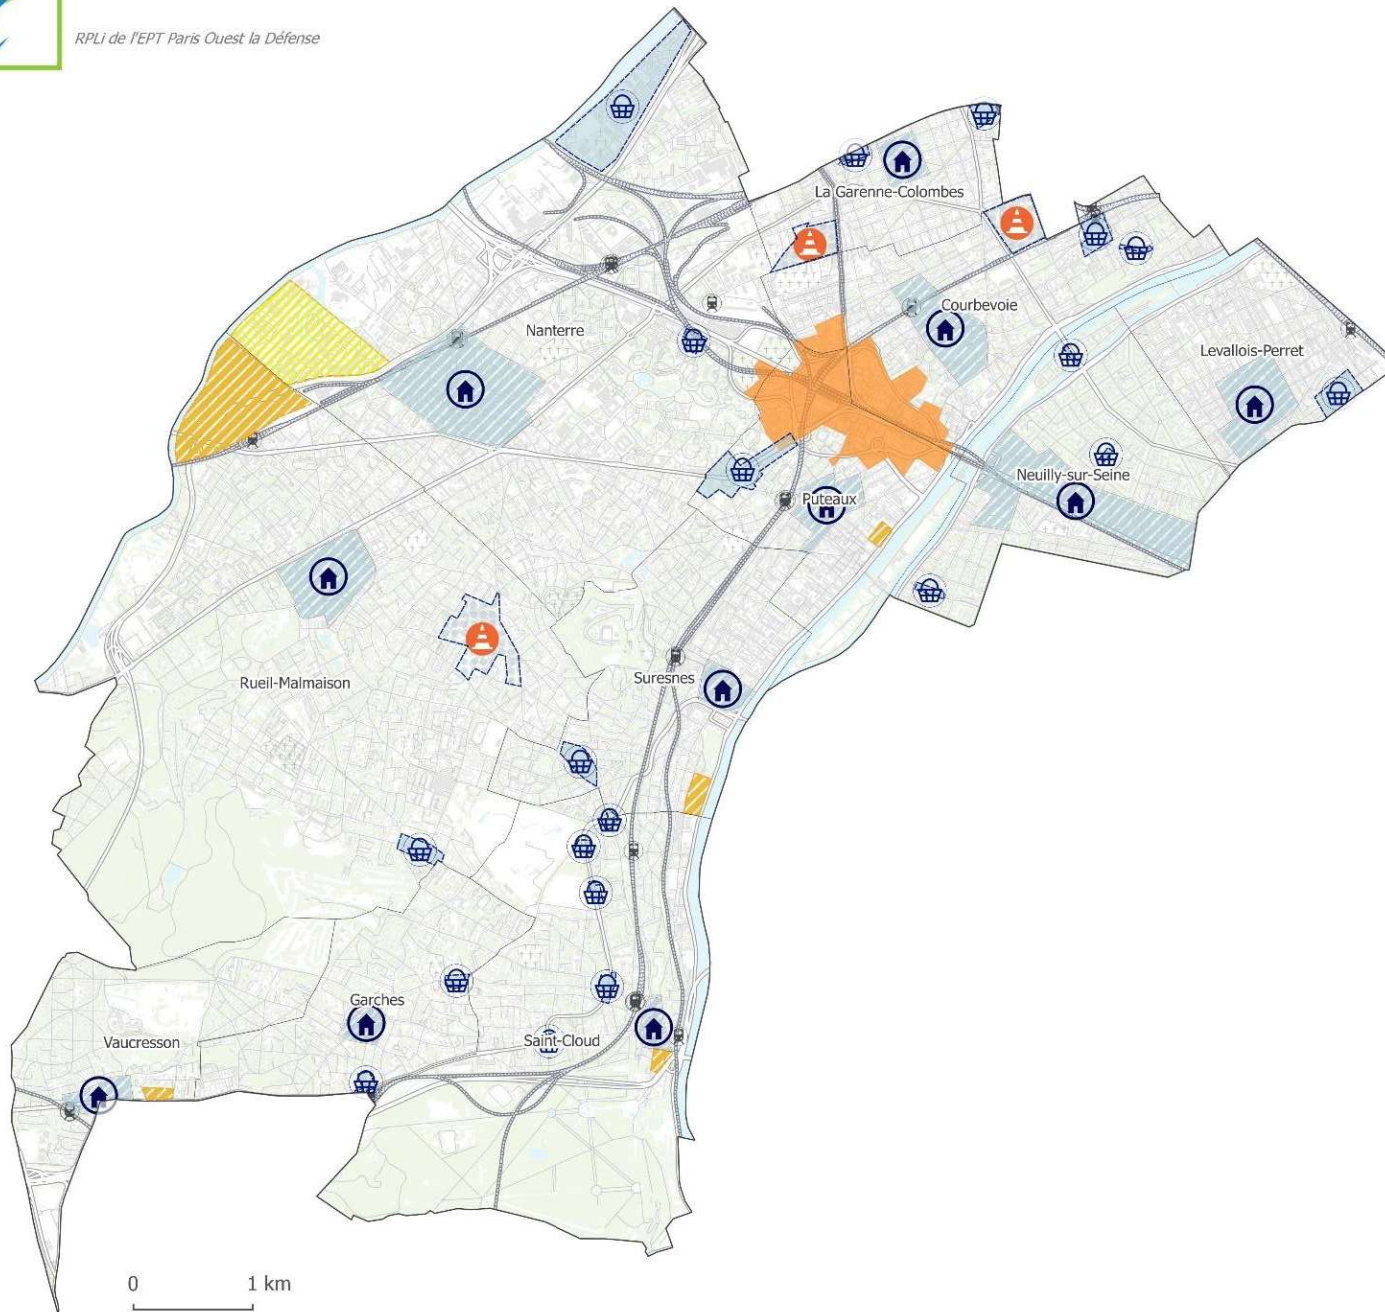 RPLi de l'EPT Paris Ouest la Défense
La Garenne-Colombes
Courbevoie
Nanterre
Levallois-Perret
Neuilly-sur-Seine
Puteaux
Rueil-Malmaison
Suresnes
Garches
Saint-Cloud
Vaucresson
0 1 km